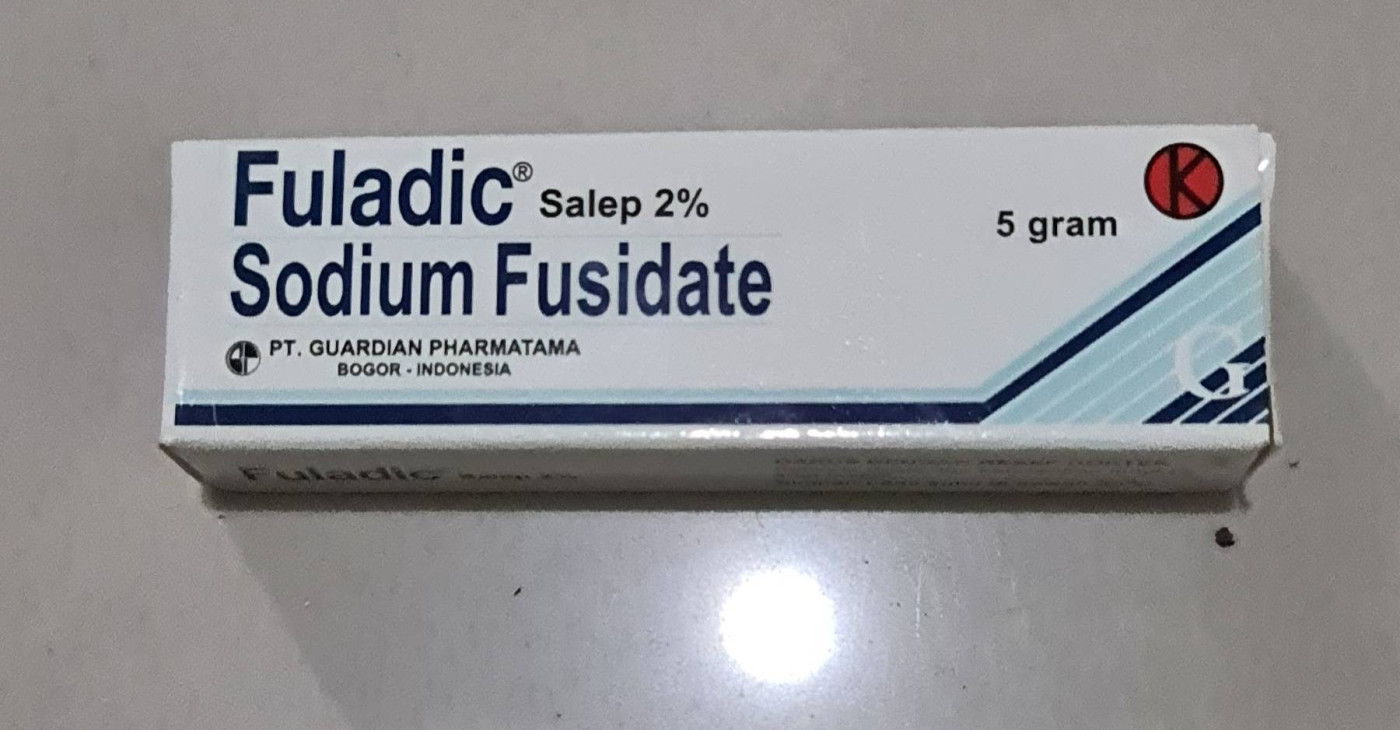 Fuladic® Salep 2%
5 gram
K
Sodium Fusidate
PT. GUARDIAN PHARMATAMA
BOGOR - INDONESIA
G
Fuladic